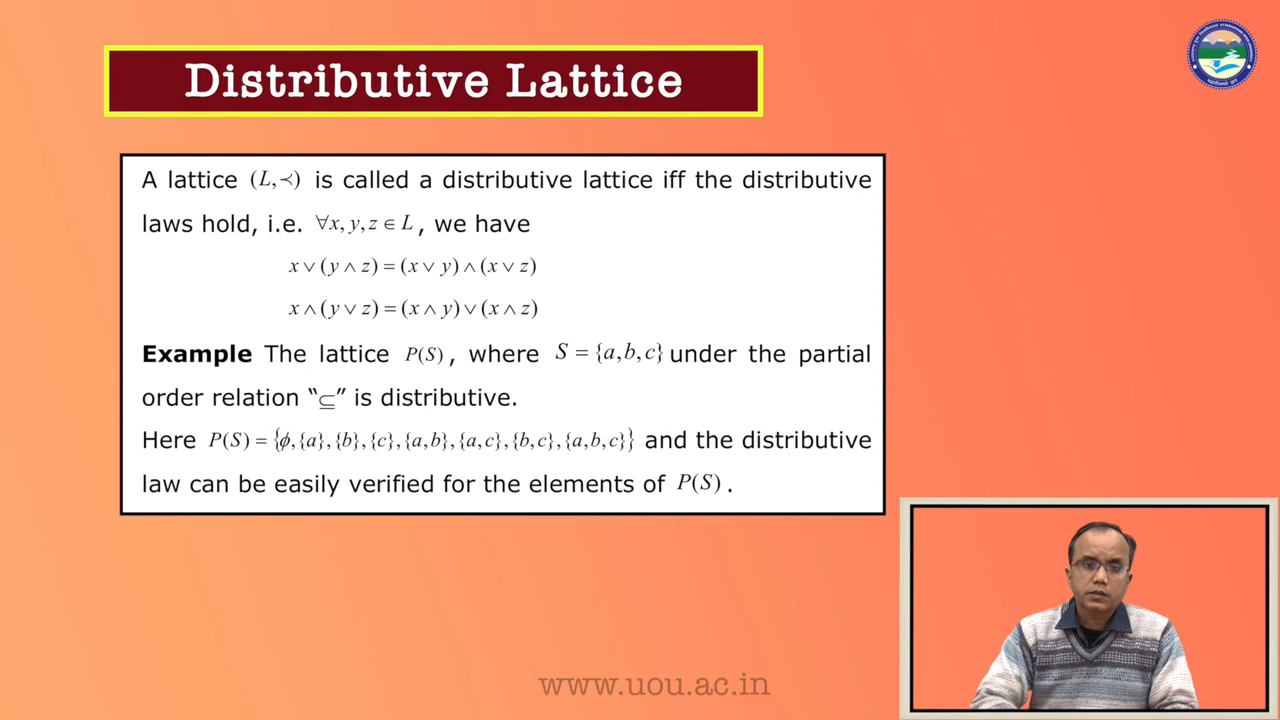 Distributive Lattice
A lattice (L,≺) is called a distributive lattice iff the distributive
laws hold, i.e. ∀x, y, z ∈ L, we have
x ∨ (y ∧ z) = (x ∨ y) ∧ (x ∨ z)
x ∧ (y ∨ z) = (x ∧ y) ∨ (x ∧ z)
Example The lattice P(S), where S = {a,b,c} under the partial
order relation “⊆” is distributive.
Here P(S) = {ϕ,{a},{b},{c},{a,b},{a,c},{b,c},{a,b,c}} and the distributive
law can be easily verified for the elements of P(S).
www.uou.ac.in